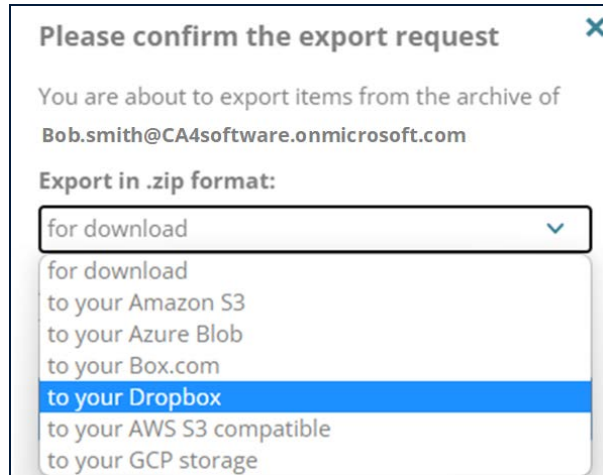 Please confirm the export request
You are about to export items from the archive of
Bob.smith@CA4software.onmicrosoft.com
Export in .zip format:
for download
for download
to your Amazon S3
to your Azure Blob
to your Box.com
to your Dropbox
to your AWS S3 compatible
to your GCP storage